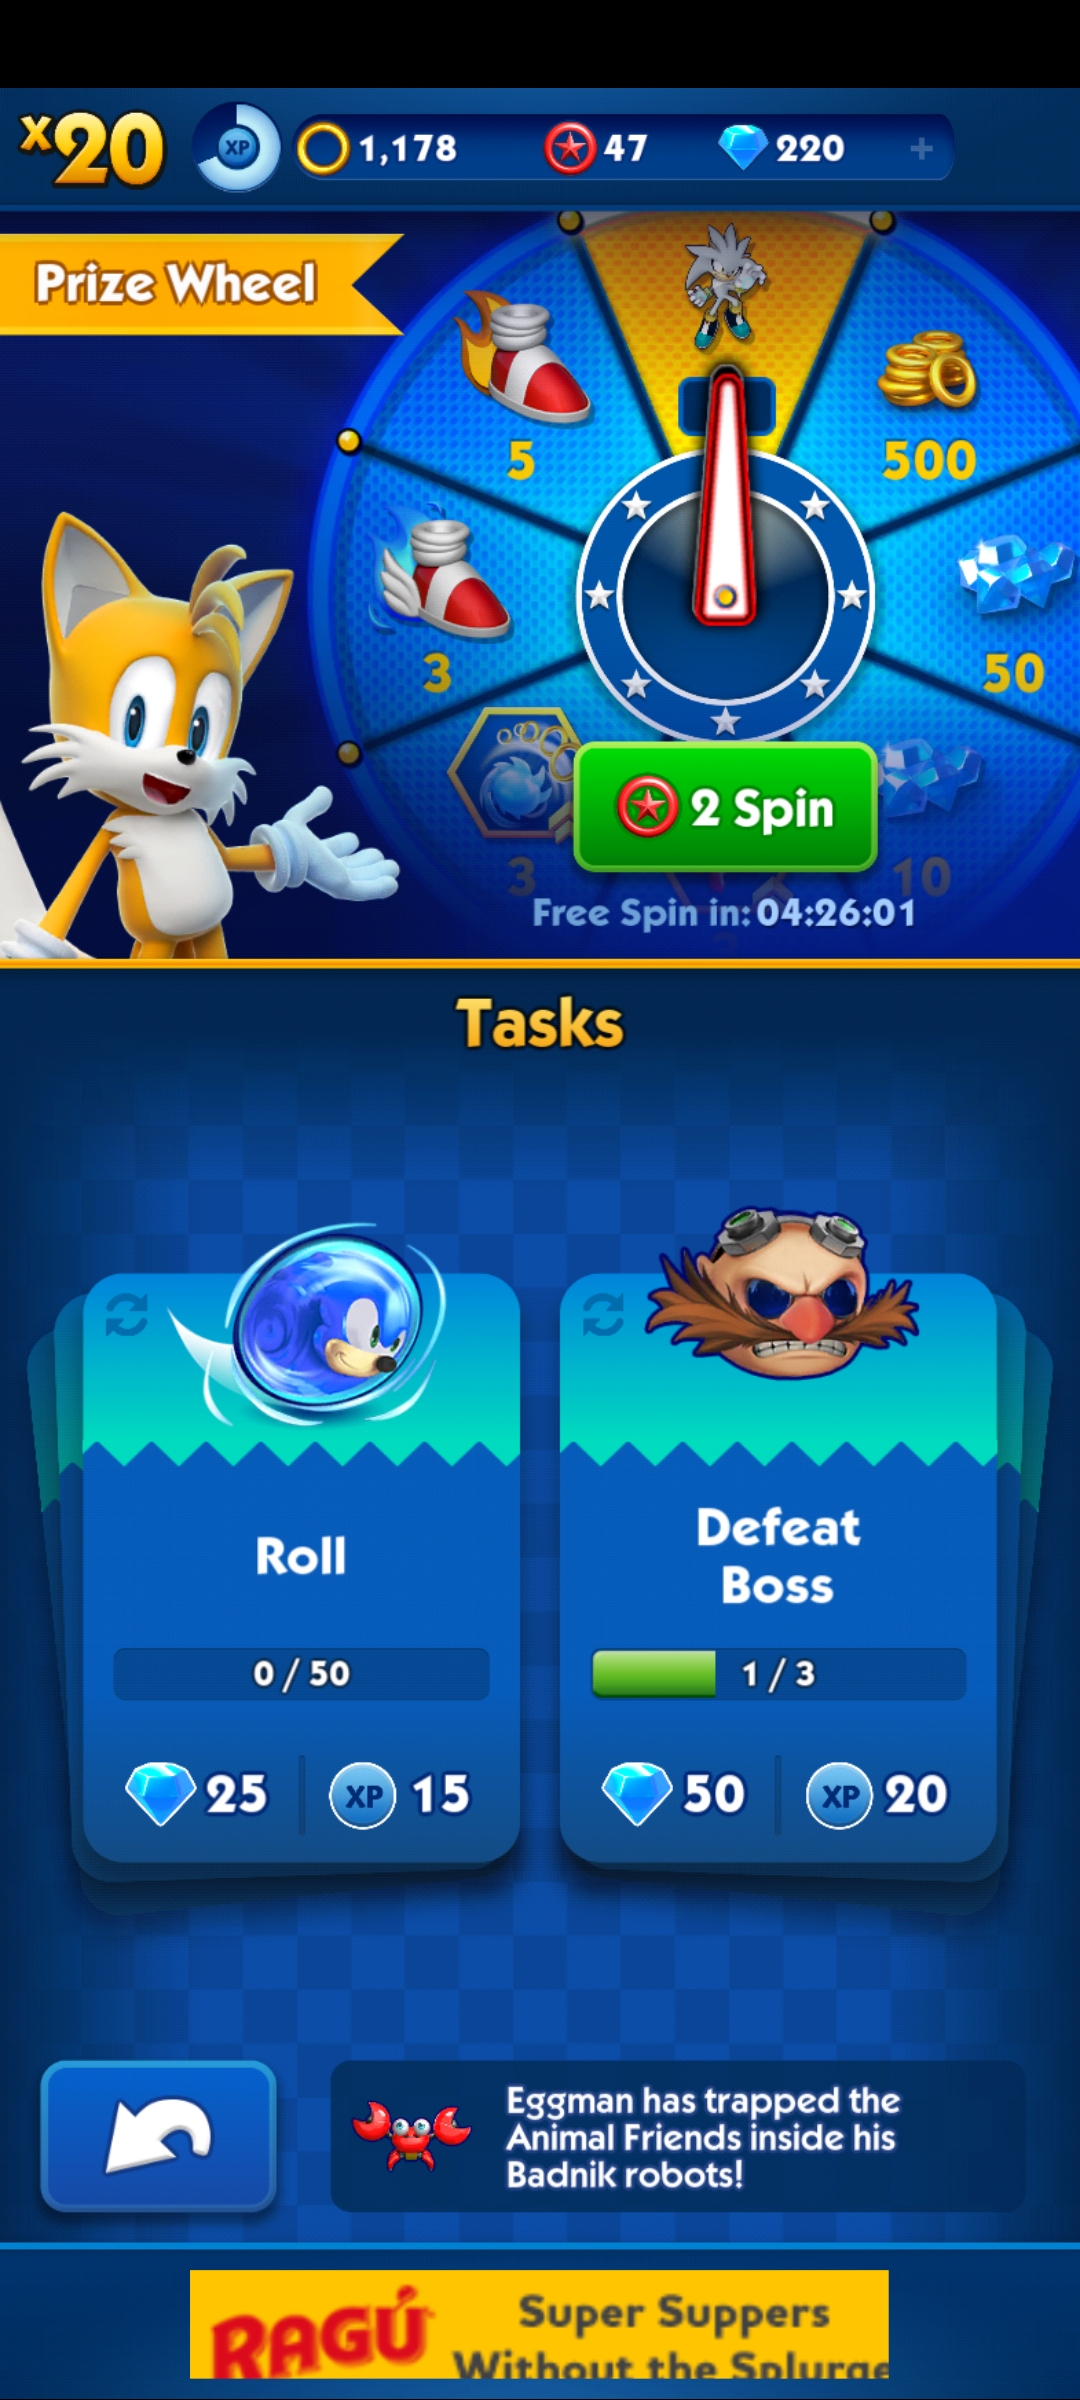 x20 XP 1,178 47 220 +
Prize Wheel
5
500
3
50
2 Spin
3
10
Free Spin in: 04:26:01
Tasks
Roll
0 / 50
25 XP 15
Defeat
Boss
1 / 3
50 XP 20
Eggman has trapped the
Animal Friends inside his
Badnik robots!
RAGÚ
Super Suppers
Without the Splurge